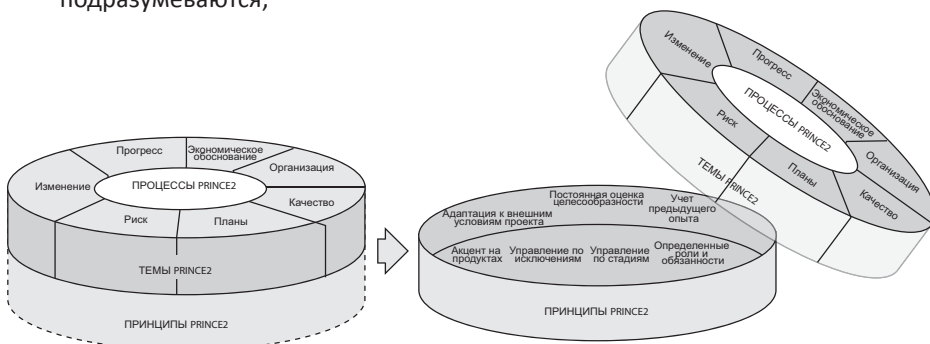 подразумеваются;
Изменение
Прогресс
Экономическое
обоснование
Организация
Качество
Планы
Риск
ПРОЦЕССЫ PRINCE2
ТЕМЫ PRINCE2
ПРИНЦИПЫ PRINCE2
Адаптация к внешним
условиям проекта
Постоянная оценка
целесообразности
Учет
предыдущего
опыта
Акцент на
продуктах
Управление по
исключениям
Управление
по стадиям
Определенные
роли и
обязанности
ПРИНЦИПЫ PRINCE2
Изменение
Прогресс
Экономическое
обоснование
Организация
Качество
Планы
Риск
ПРОЦЕССЫ PRINCE2
ТЕМЫ PRINCE2